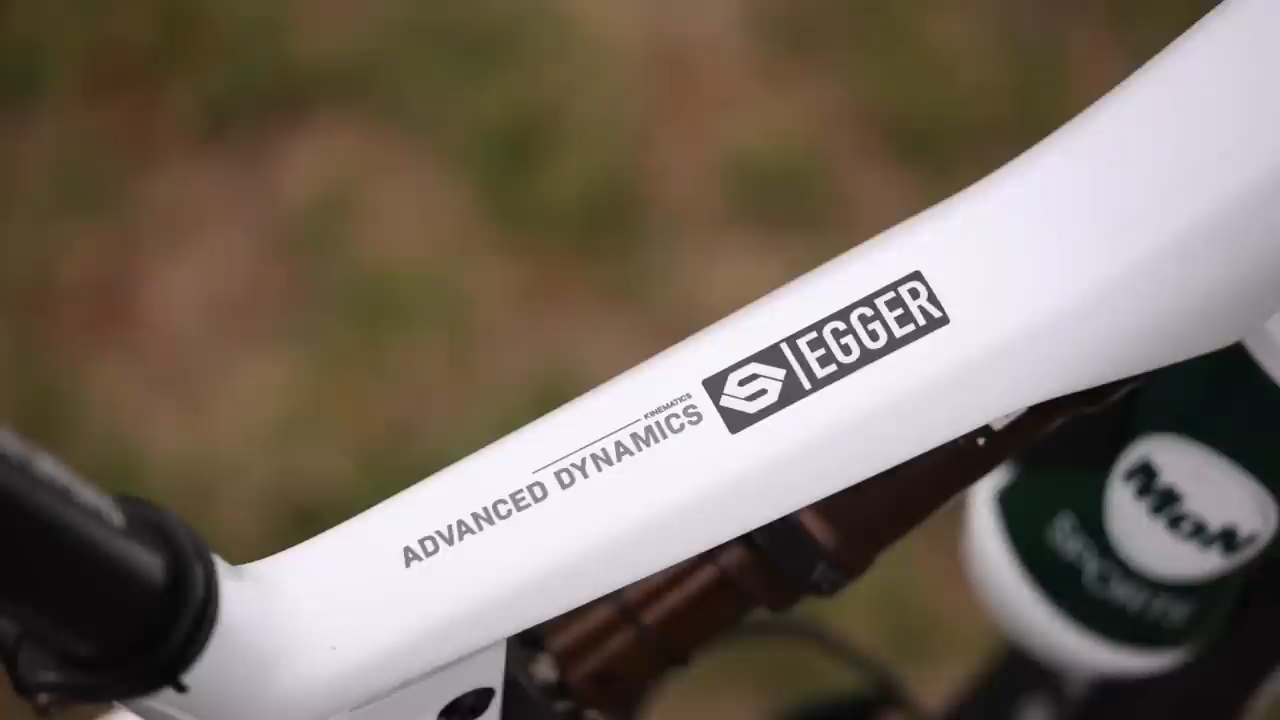 KINEMATICS
ADVANCED DYNAMICS
S|EGGER
MON
SPORTS